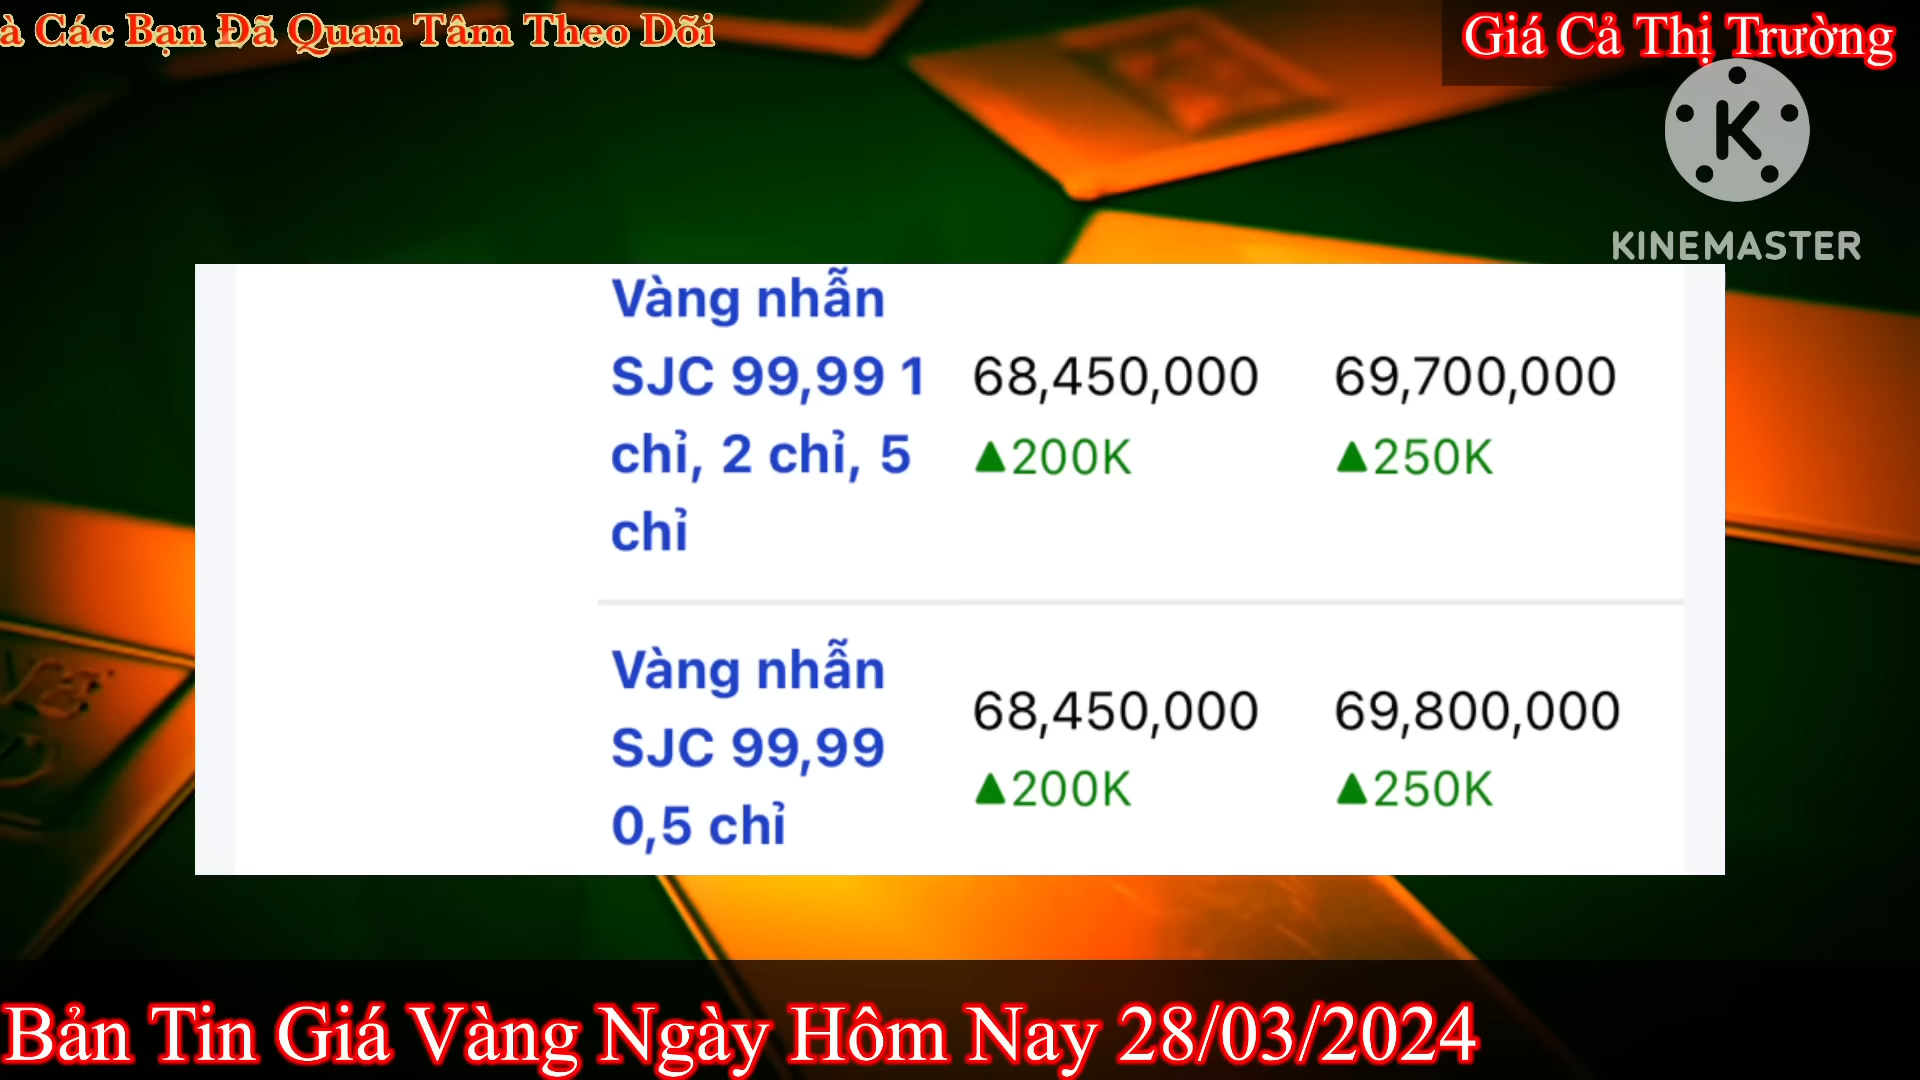 à Các Bạn Đã Quan Tâm Theo Dõi
Giá Cả Thị Trường
K
KINEMASTER
Vàng nhẫn
SJC 99,99 1 68,450,000 69,700,000
chỉ, 2 chỉ, 5 ▲200K ▲250K
chỉ
Vàng nhẫn
SJC 99,99 68,450,000 69,800,000
0,5 chỉ ▲200K ▲250K
Bản Tin Giá Vàng Ngày Hôm Nay 28/03/2024